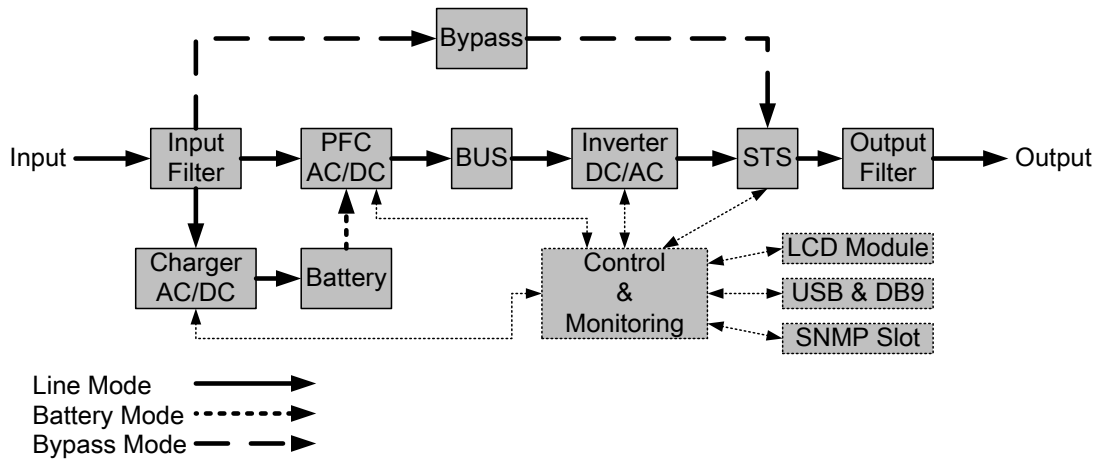 Bypass
Input
Input
Filter
PFC
AC/DC
BUS
Inverter
DC/AC
STS
Output
Filter
Output
Charger
AC/DC
Battery
Control
&
Monitoring
LCD Module
USB & DB9
SNMP Slot
Line Mode
Battery Mode
Bypass Mode